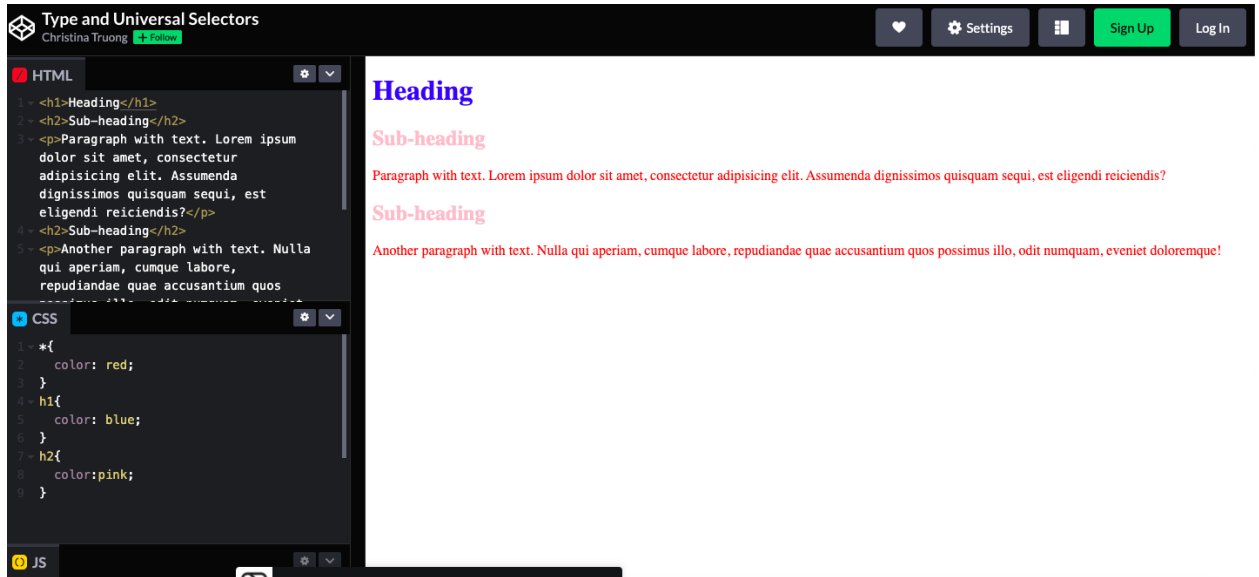 Type and Universal Selectors
Christina Truong + Follow
Settings
Sign Up
Log In
HTML
1 <h1>Heading</h1>
2 <h2>Sub-heading</h2>
3 <p>Paragraph with text. Lorem ipsum
dolor sit amet, consectetur
adipisicing elit. Assumenda
dignissimos quisquam sequi, est
eligendi reiciendis?</p>
4 <h2>Sub-heading</h2>
5 <p>Another paragraph with text. Nulla
qui aperiam, cumque labore,
repudiandae quae accusantium quos
CSS
1 *{
2 color: red;
3 }
4 h1{
5 color: blue;
6 }
7 h2{
8 color:pink;
9 }
JS
Heading
Sub-heading
Paragraph with text. Lorem ipsum dolor sit amet, consectetur adipisicing elit. Assumenda dignissimos quisquam sequi, est eligendi reiciendis?
Sub-heading
Another paragraph with text. Nulla qui aperiam, cumque labore, repudiandae quae accusantium quos possimus illo, odit numquam, eveniet doloremque!